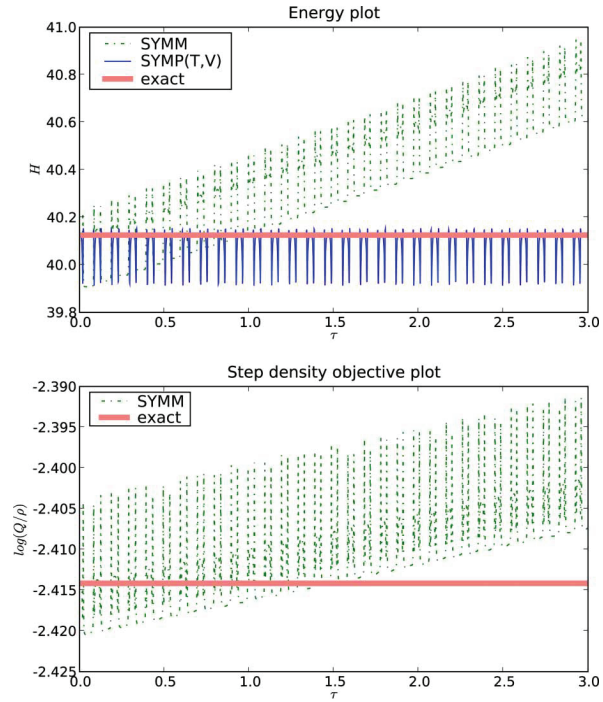 Energy plot
41.0
40.8
40.6
40.4
40.2
40.0
39.8
H
SYMM
SYMP(T,V)
exact
0.0 0.5 1.0 1.5 2.0 2.5 3.0
τ
Step density objective plot
-2.390
-2.395
-2.400
-2.405
-2.410
-2.415
-2.420
-2.425
log(Q/ρ)
SYMM
exact
0.0 0.5 1.0 1.5 2.0 2.5 3.0
τ